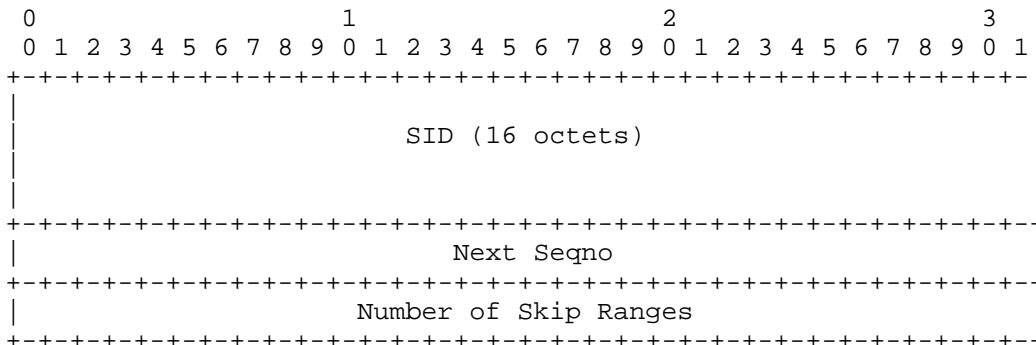 0                   1                   2                   3
 0 1 2 3 4 5 6 7 8 9 0 1 2 3 4 5 6 7 8 9 0 1 2 3 4 5 6 7 8 9 0 1
+-+-+-+-+-+-+-+-+-+-+-+-+-+-+-+-+-+-+-+-+-+-+-+-+-+-+-+-+-+-+-+-
|
|                        SID (16 octets)
|
|
+-+-+-+-+-+-+-+-+-+-+-+-+-+-+-+-+-+-+-+-+-+-+-+-+-+-+-+-+-+-+-+--
|                           Next Seqno
+-+-+-+-+-+-+-+-+-+-+-+-+-+-+-+-+-+-+-+-+-+-+-+-+-+-+-+-+-+-+-+--
|                     Number of Skip Ranges
+-+-+-+-+-+-+-+-+-+-+-+-+-+-+-+-+-+-+-+-+-+-+-+-+-+-+-+-+-+-+-+--